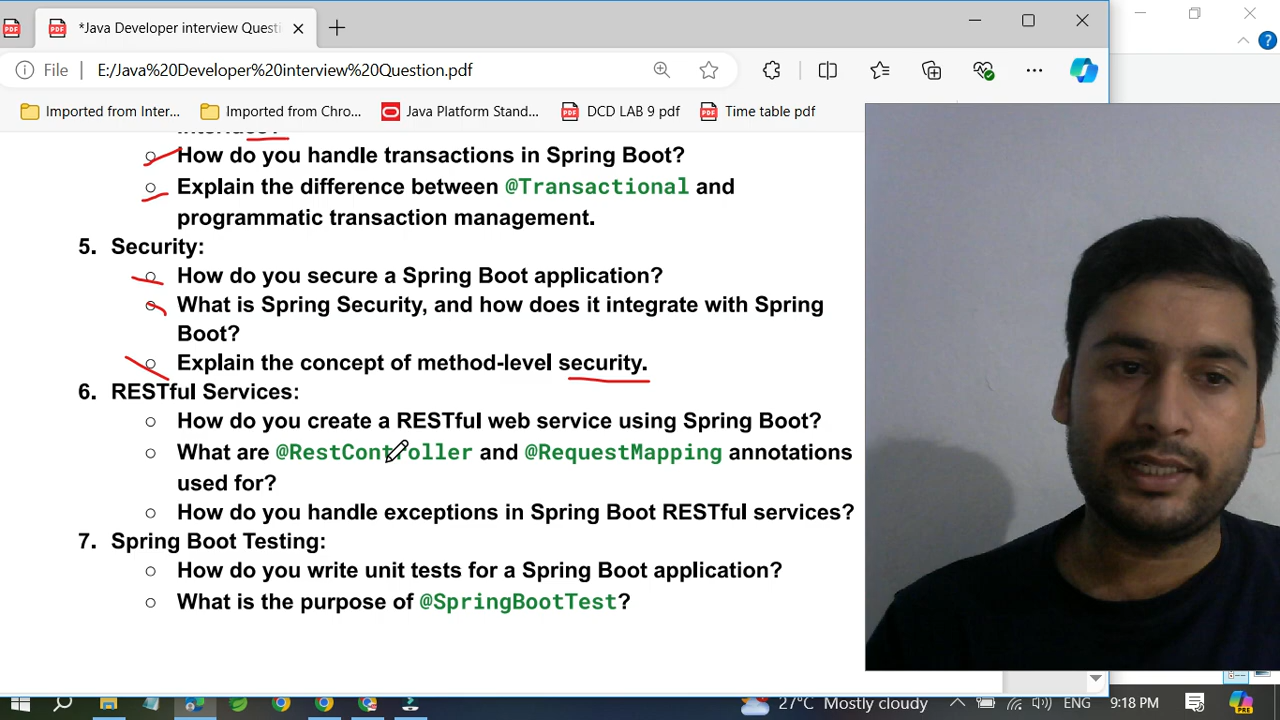 *Java Developer interview Questi
File
E:/Java%20Developer%20interview%20Question.pdf
Imported from Inter...
Imported from Chro...
Java Platform Stand...
DCD LAB 9 pdf
Time table pdf
How do you handle transactions in Spring Boot?
Explain the difference between @Transactional and
programmatic transaction management.
5. Security:
How do you secure a Spring Boot application?
What is Spring Security, and how does it integrate with Spring
Boot?
Explain the concept of method-level security.
6. RESTful Services:
How do you create a RESTful web service using Spring Boot?
What are @RestController and @RequestMapping annotations
used for?
How do you handle exceptions in Spring Boot RESTful services?
7. Spring Boot Testing:
How do you write unit tests for a Spring Boot application?
What is the purpose of @SpringBootTest?
27°C Mostly cloudy
ENG
9:18 PM